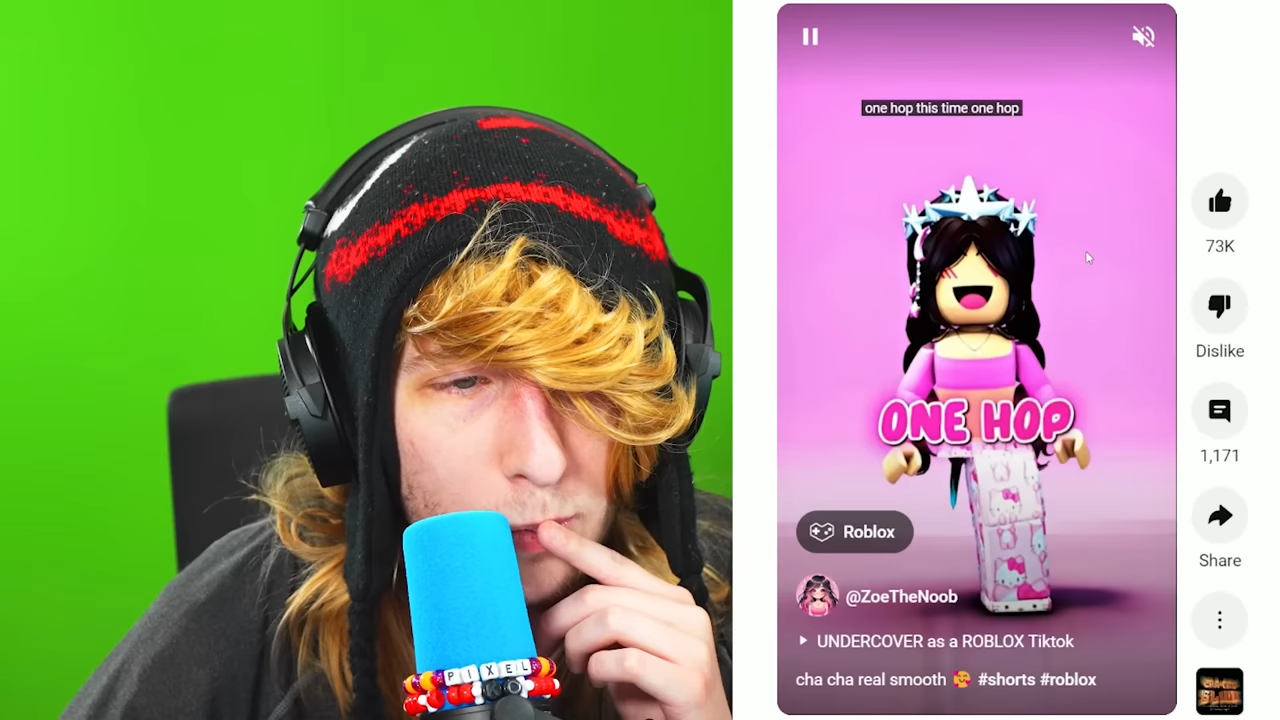 one hop this time one hop
ONE HOP
Roblox
@ZoeTheNoob
UNDERCOVER as a ROBLOX Tiktok
cha cha real smooth 🥳 #shorts #roblox
73K
Dislike
1,171
Share
PIXEL